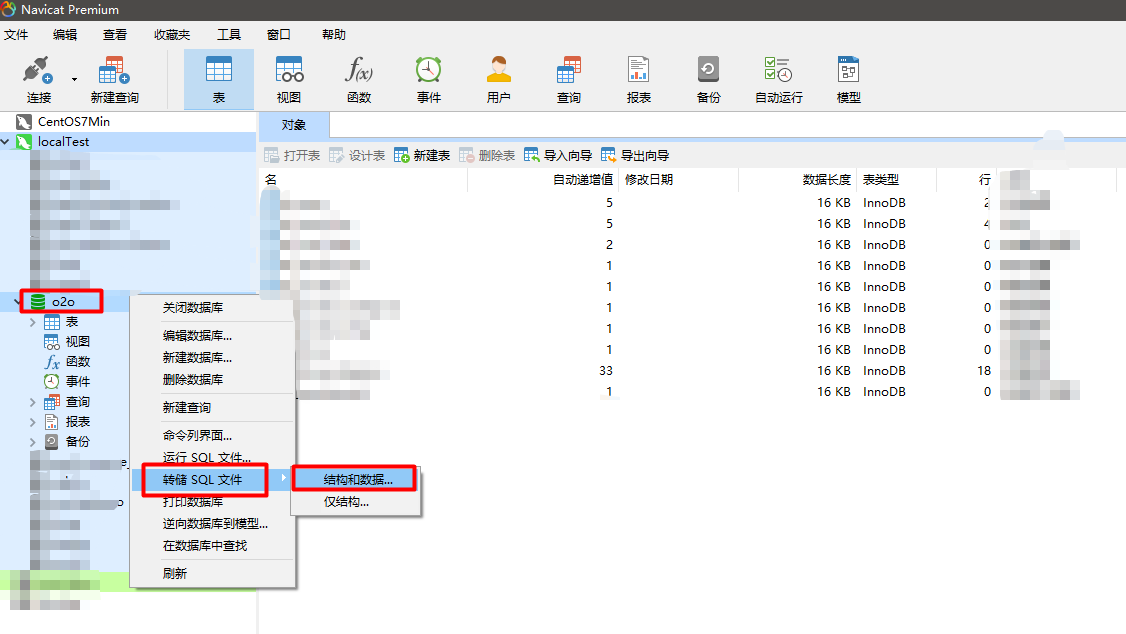 Navicat Premium
文件 编辑 查看 收藏夹 工具 窗口 帮助
连接 新建查询 表 视图 函数 事件 用户 查询 报表 备份 自动运行 模型
CentOS7Min
localTest
o2o
表
视图
函数
事件
查询
报表
备份
对象
打开表 设计表 新建表 删除表 导入向导 导出向导
名 自动递增值 修改日期 数据长度 表类型 行
5 16 KB InnoDB 2
5 16 KB InnoDB 4
2 16 KB InnoDB 0
1 16 KB InnoDB 0
1 16 KB InnoDB 0
1 16 KB InnoDB 0
1 16 KB InnoDB 0
1 16 KB InnoDB 0
33 16 KB InnoDB 18
1 16 KB InnoDB 0
关闭数据库
编辑数据库...
新建数据库...
删除数据库
新建查询
命令列界面...
运行 SQL 文件...
转储 SQL 文件
打印数据库
逆向数据库到模型...
在数据库中查找
刷新
结构和数据...
仅结构...